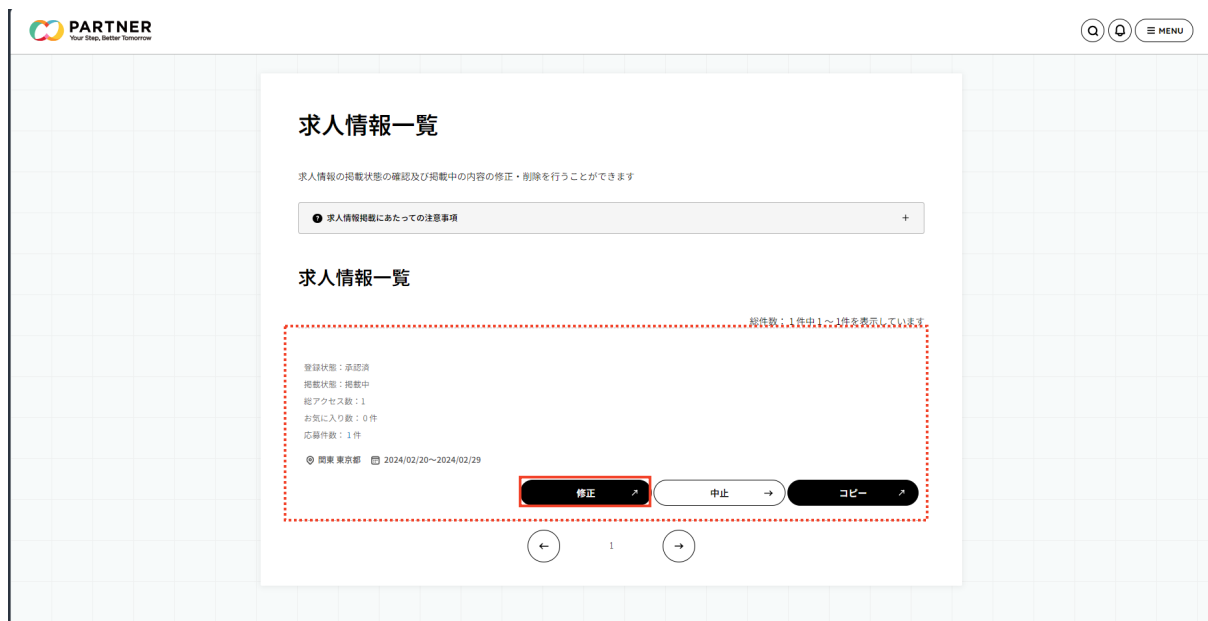 PARTNER
Your Step, Better Tomorrow
MENU
求人情報一覧
求人情報の掲載状態の確認及び掲載中の内容の修正・削除を行うことができます
? 求人情報掲載にあたっての注意事項 +
求人情報一覧
総件数：1件中1～1件を表示しています
登録状態：承認済
掲載状態：掲載中
総アクセス数：1
お気に入り数：0件
応募件数：1件
関東 東京都 2024/02/20～2024/02/29
修正 ↗ 中止 → コピー ↗
← 1 →